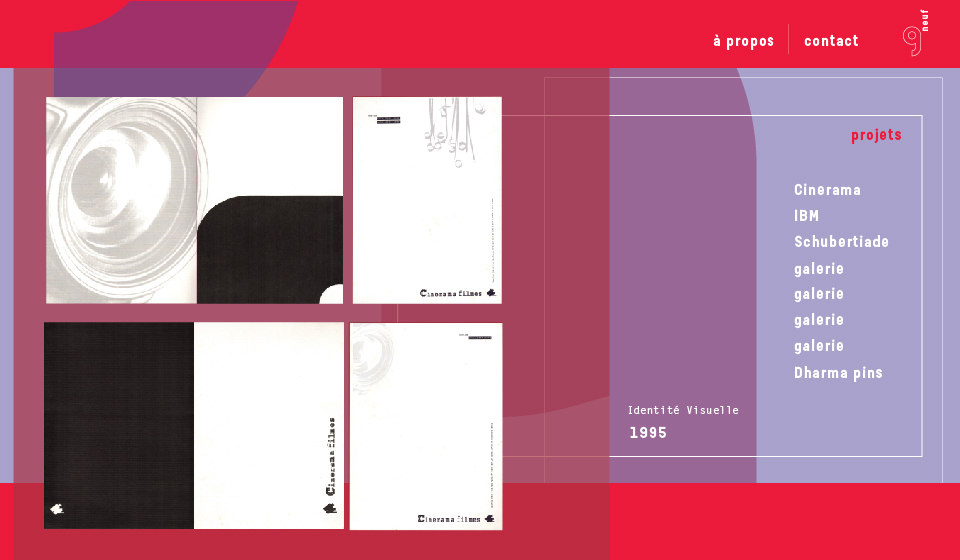 à propos
contact
9
neuf
projets
Cinerama
IBM
Schubertiade
galerie
galerie
galerie
galerie
Dharma pins
Identité Visuelle
1995
Cinerama filmes
Cinerama filmes
Cinerama filmes